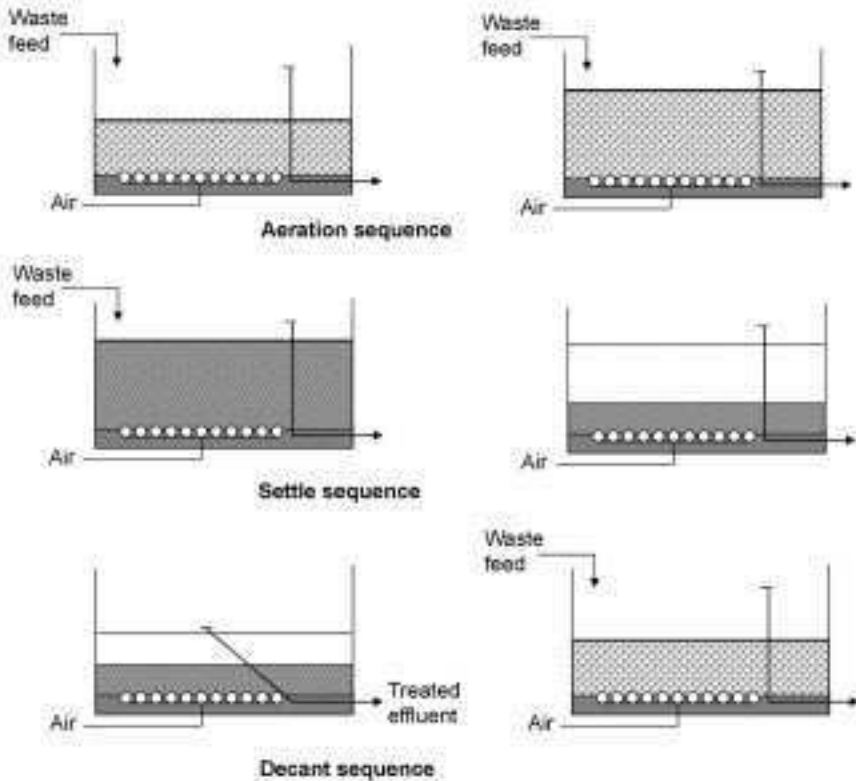 Waste
feed
Air
Waste
feed
Air
Aeration sequence
Waste
feed
Air
Air
Settle sequence
Air
Treated
effluent
Waste
feed
Air
Decant sequence